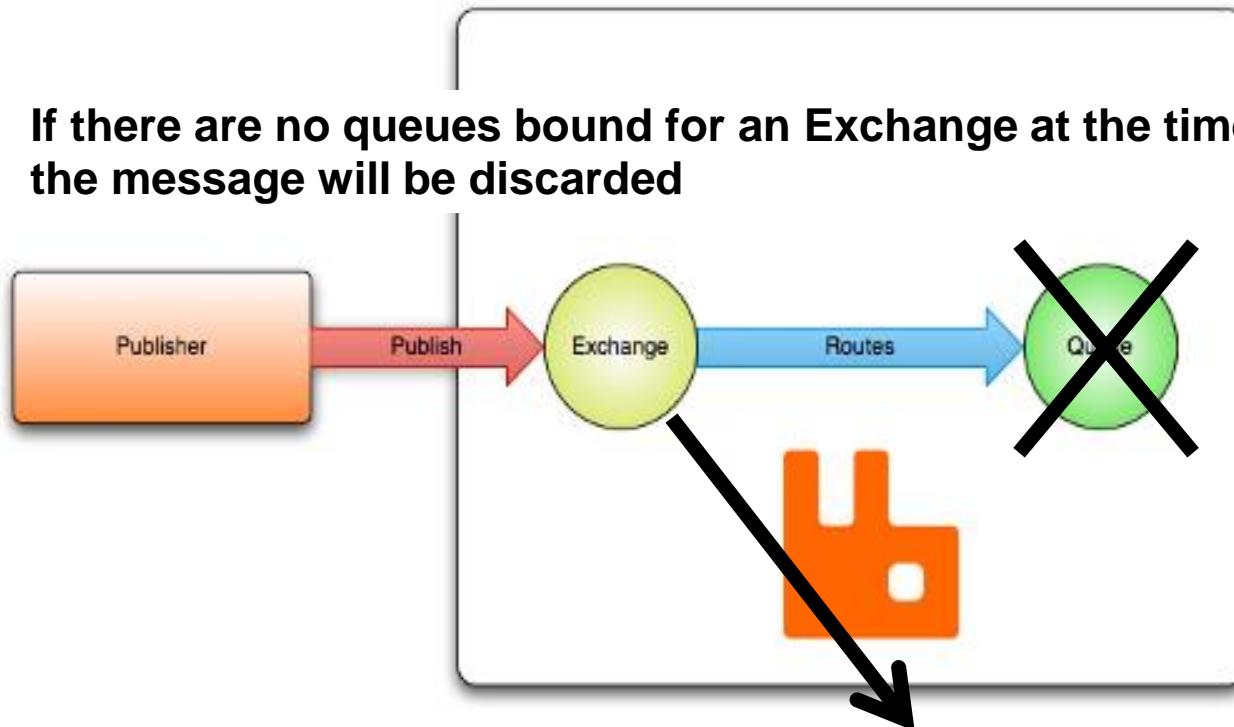 If there are no queues bound for an Exchange at the time
the message will be discarded
Publisher
Publish
Exchange
Routes